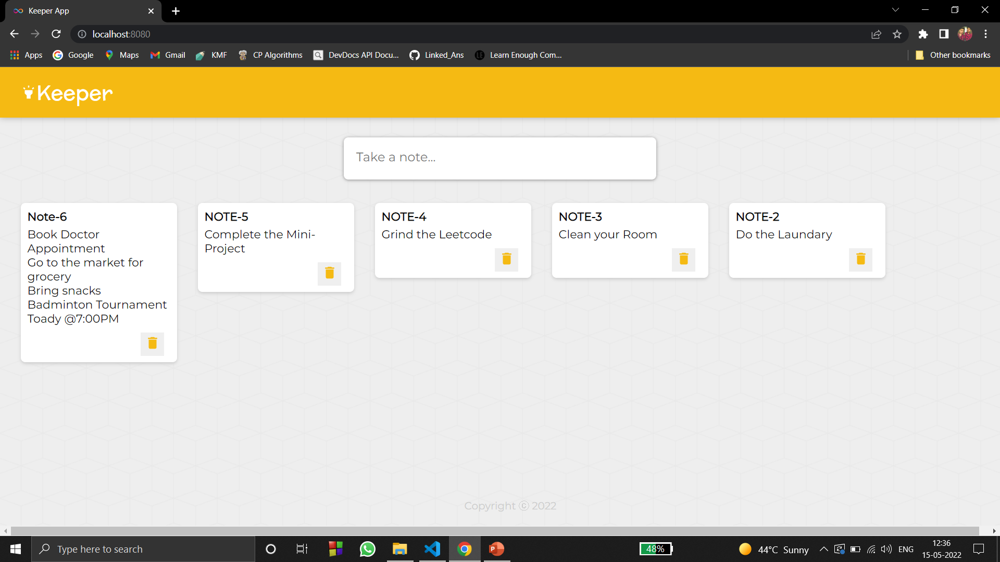 Keeper App
localhost:8080
Apps Google Maps Gmail KMF CP Algorithms DevDocs API Docu... Linked_Ans Learn Enough Com... Other bookmarks
Keeper
Take a note...
Note-6
Book Doctor
Appointment
Go to the market for
grocery
Bring snacks
Badminton Tournament
Toady @7:00PM
NOTE-5
Complete the Mini-
Project
NOTE-4
Grind the Leetcode
NOTE-3
Clean your Room
NOTE-2
Do the Laundary
Copyright ⓒ 2022
Type here to search
48%
44°C Sunny
ENG
12:36
15-05-2022